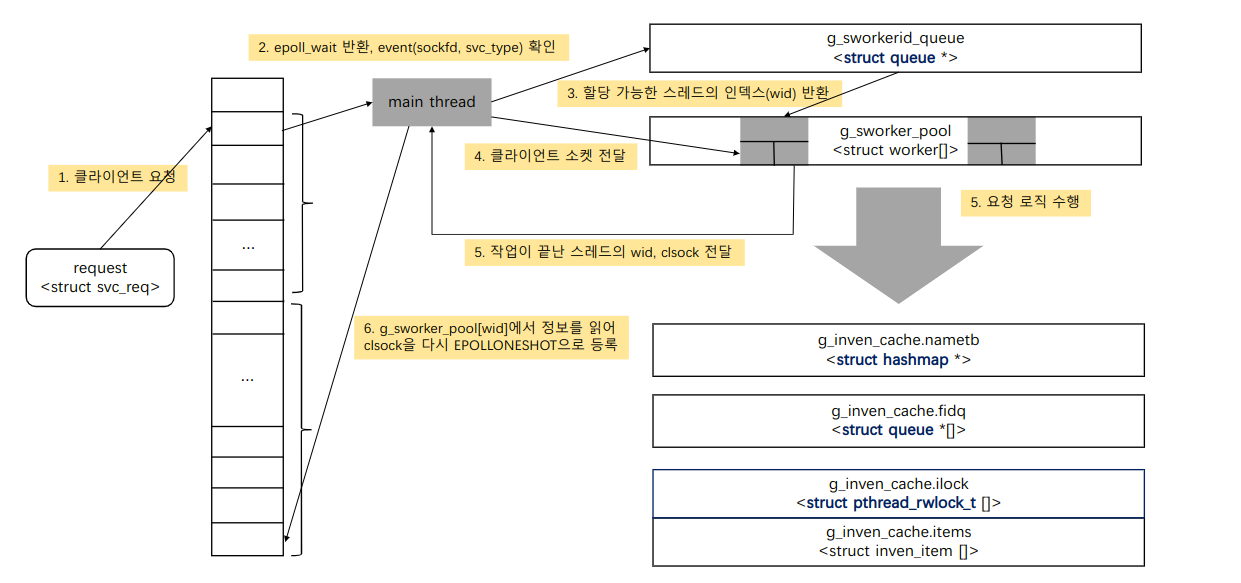 2. epoll_wait 반환, event(sockfd, svc_type) 확인
g_sworkerid_queue
<struct queue *>
3. 할당 가능한 스레드의 인덱스(wid) 반환
main thread
g_sworker_pool
<struct worker[]>
4. 클라이언트 소켓 전달
1. 클라이언트 요청
5. 요청 로직 수행
...
5. 작업이 끝난 스레드의 wid, clsock 전달
request
<struct svc_req>
6. g_sworker_pool[wid]에서 정보를 읽어
clsock을 다시 EPOLLONESHOT으로 등록
g_inven_cache.nametb
<struct hashmap *>
...
g_inven_cache.fidq
<struct queue *[]>
g_inven_cache.ilock
<struct pthread_rwlock_t []>
g_inven_cache.items
<struct inven_item []>